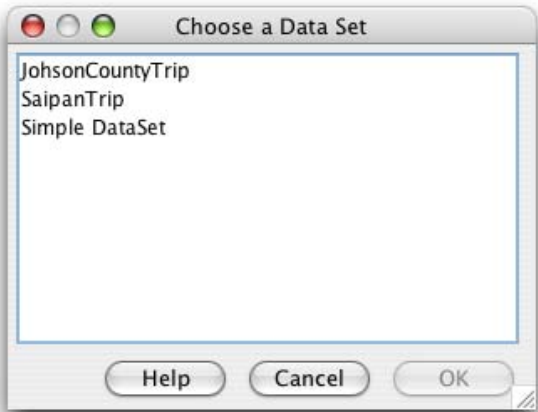 Choose a Data Set
JohsonCountyTrip
SaipanTrip
Simple DataSet
Help Cancel OK